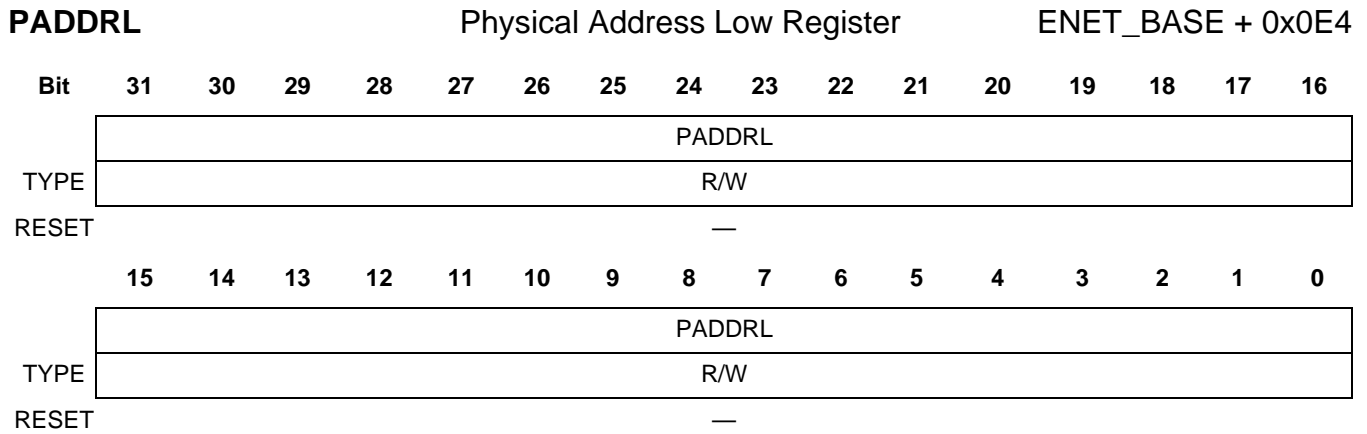 PADDRL Physical Address Low Register ENET_BASE + 0x0E4
Bit 31 30 29 28 27 26 25 24 23 22 21 20 19 18 17 16
PADDRL
TYPE R/W
RESET —
15 14 13 12 11 10 9 8 7 6 5 4 3 2 1 0
PADDRL
TYPE R/W
RESET —